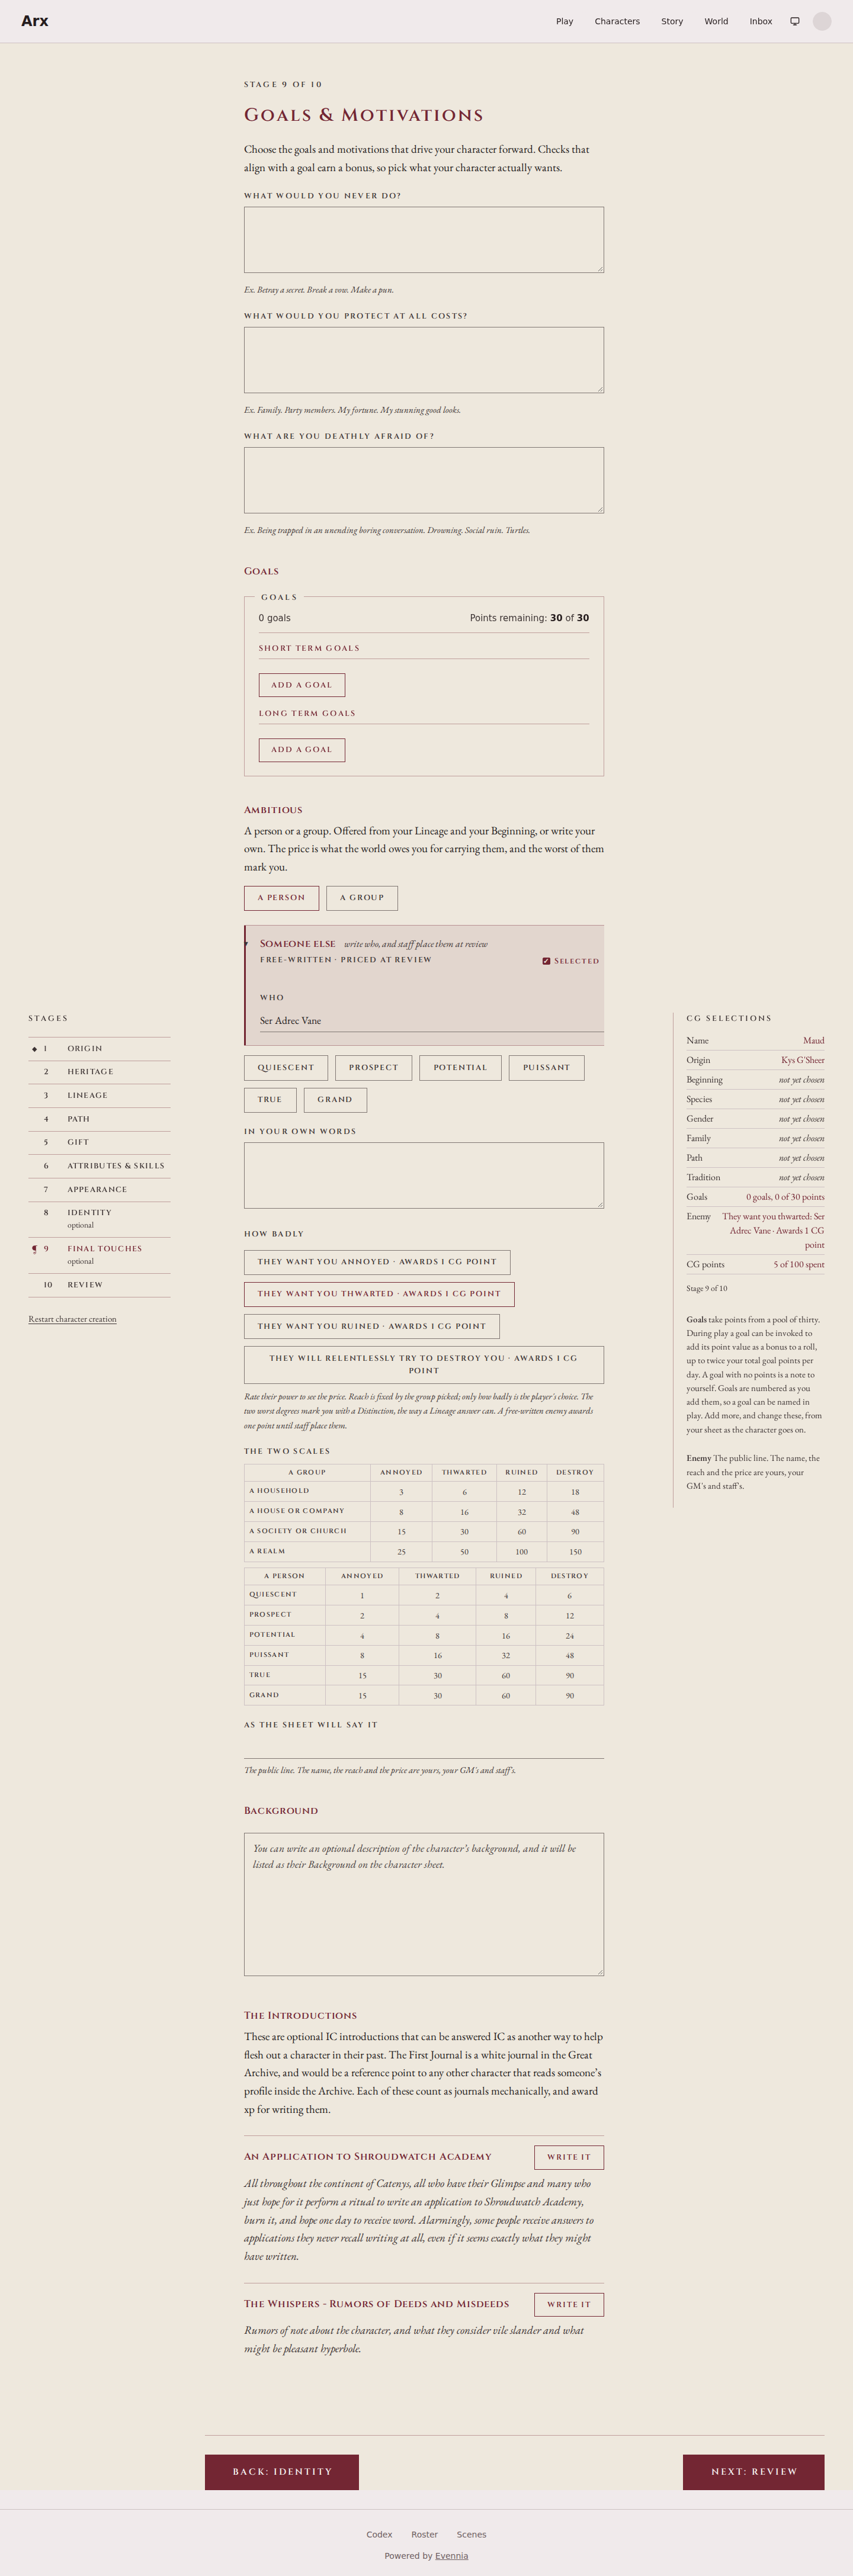 Arx
Play Characters Story World Inbox
STAGE 9 OF 10
GOALS & MOTIVATIONS
Choose the goals and motivations that drive your character forward. Checks that
align with a goal earn a bonus, so pick what your character actually wants.
WHAT WOULD YOU NEVER DO?
Ex. Betray a secret. Break a vow. Make a pun.
WHAT WOULD YOU PROTECT AT ALL COSTS?
Ex. Family. Party members. My fortune. My stunning good looks.
WHAT ARE YOU DEATHLY AFRAID OF?
Ex. Being trapped in an unending boring conversation. Drowning. Social ruin. Turtles.
GOALS
GOALS
0 goals Points remaining: 30 of 30
SHORT TERM GOALS
ADD A GOAL
LONG TERM GOALS
ADD A GOAL
AMBITIOUS
A person or a group. Offered from your Lineage and your Beginning, or write your
own. The price is what the world owes you for carrying them, and the worst of them
mark you.
A PERSON A GROUP
SOMEONE ELSE write who, and staff place them at review
FREE-WRITTEN · PRICED AT REVIEW
SELECTED
WHO
Ser Adrec Vane
QUIESCENT PROSPECT POTENTIAL PUISSANT
TRUE GRAND
IN YOUR OWN WORDS
HOW BADLY
THEY WANT YOU ANNOYED · AWARDS 1 CG POINT
THEY WANT YOU THWARTED · AWARDS 1 CG POINT
THEY WANT YOU RUINED · AWARDS 1 CG POINT
THEY WILL RELENTLESSLY TRY TO DESTROY YOU · AWARDS 1 CG
POINT
Rate their power to see the price. Reach is fixed by the group picked; only how badly is the player's choice. The
two worst degrees mark you with a Distinction, the way a Lineage answer can. A free-written enemy awards
one point until staff place them.
THE TWO SCALES
A GROUP ANNOYED THWARTED RUINED DESTROY
A HOUSEHOLD 3 6 12 18
A HOUSE OR COMPANY 8 16 32 48
A SOCIETY OR CHURCH 15 30 60 90
A REALM 25 50 100 150
A PERSON ANNOYED THWARTED RUINED DESTROY
QUIESCENT 1 2 4 6
PROSPECT 2 4 8 12
POTENTIAL 4 8 16 24
PUISSANT 8 16 32 48
TRUE 15 30 60 90
GRAND 15 30 60 90
AS THE SHEET WILL SAY IT
The public line. The name, the reach and the price are yours, your GM's and staff's.
BACKGROUND
You can write an optional description of the character's background, and it will be
listed as their Background on the character sheet.
THE INTRODUCTIONS
These are optional IC introductions that can be answered IC as another way to help
flesh out a character in their past. The First Journal is a white journal in the Great
Archive, and would be a reference point to any other character that reads someone's
profile inside the Archive. Each of these count as journals mechanically, and award
xp for writing them.
AN APPLICATION TO SHROUDWATCH ACADEMY WRITE IT
All throughout the continent of Catenys, all who have their Glimpse and many who
just hope for it perform a ritual to write an application to Shroudwatch Academy,
burn it, and hope one day to receive word. Alarmingly, some people receive answers to
applications they never recall writing at all, even if it seems exactly what they might
have written.
THE WHISPERS - RUMORS OF DEEDS AND MISDEEDS WRITE IT
Rumors of note about the character, and what they consider vile slander and what
might be pleasant hyperbole.
STAGES
◆ 1 ORIGIN
2 HERITAGE
3 LINEAGE
4 PATH
5 GIFT
6 ATTRIBUTES & SKILLS
7 APPEARANCE
8 IDENTITY
optional
¶ 9 FINAL TOUCHES
optional
10 REVIEW
Restart character creation
CG SELECTIONS
Name Maud
Origin Kys G'Sheer
Beginning not yet chosen
Species not yet chosen
Gender not yet chosen
Family not yet chosen
Path not yet chosen
Tradition not yet chosen
Goals 0 goals, 0 of 30 points
Enemy They want you thwarted: Ser
Adrec Vane · Awards 1 CG
point
CG points 5 of 100 spent
Stage 9 of 10
Goals take points from a pool of thirty.
During play a goal can be invoked to
add its point value as a bonus to a roll,
up to twice your total goal points per
day. A goal with no points is a note to
yourself. Goals are numbered as you
add them, so a goal can be named in
play. Add more, and change these, from
your sheet as the character goes on.
Enemy The public line. The name, the
reach and the price are yours, your
GM's and staff's.
BACK: IDENTITY NEXT: REVIEW
Codex Roster Scenes
Powered by Evennia